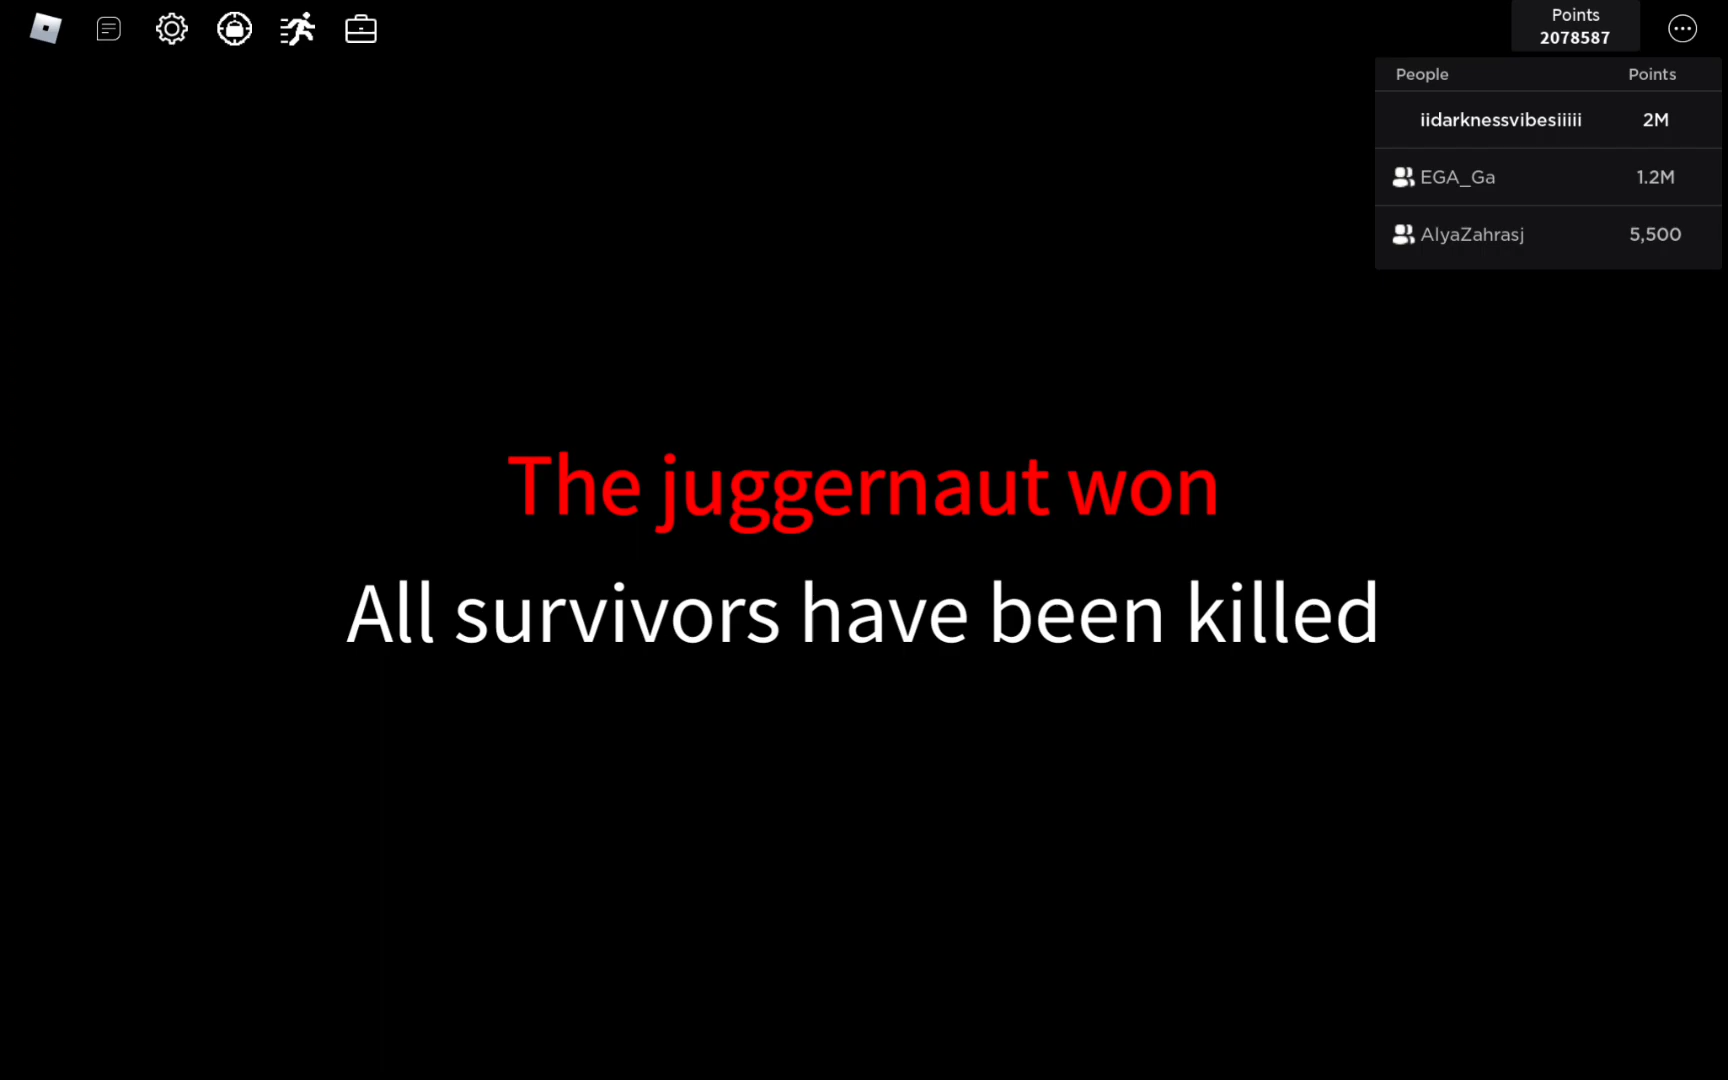 Points
2078587
People Points
iidarknessvibesiiiii 2M
EGA_Ga 1.2M
AlyaZahrasj 5,500
The juggernaut won
All survivors have been killed